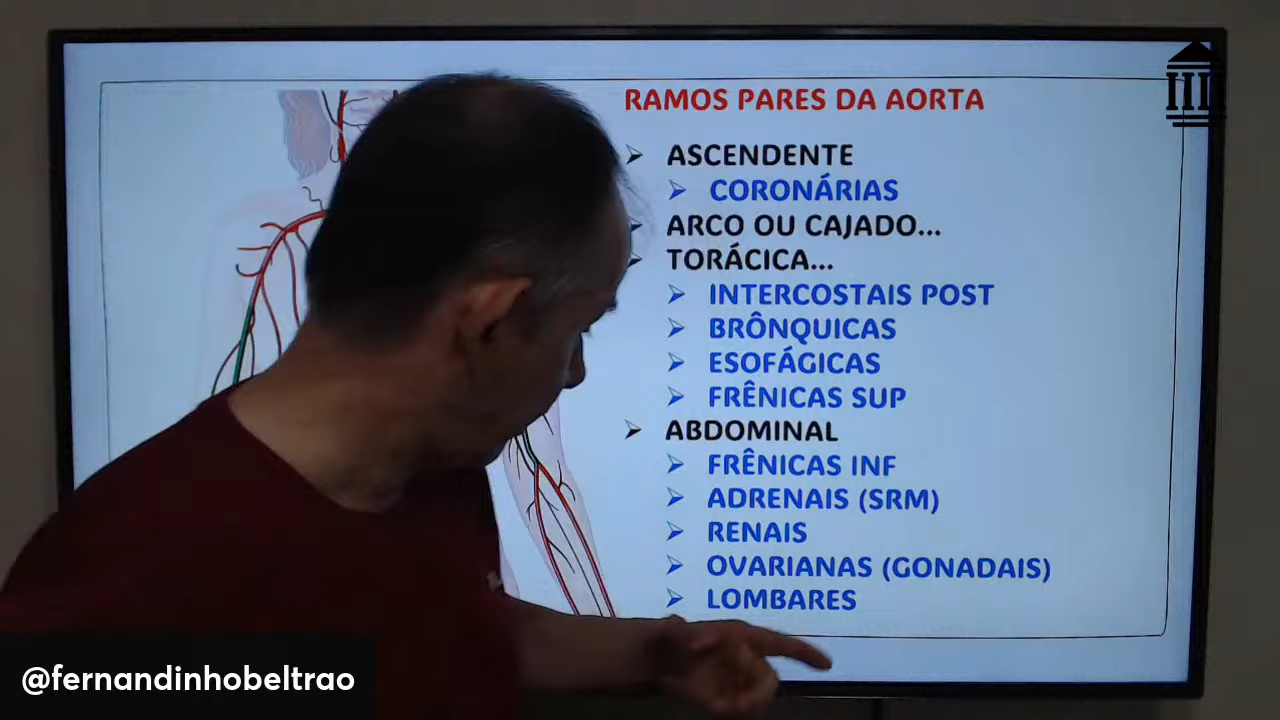 RAMOS PARES DA AORTA
ASCENDENTE
CORONÁRIAS
ARCO OU CAJADO...
TORÁCICA...
INTERCOSTAIS POST
BRÔNQUICAS
ESOFÁGICAS
FRÊNICAS SUP
ABDOMINAL
FRÊNICAS INF
ADRENAIS (SRM)
RENAIS
OVARIANAS (GONADAIS)
LOMBARES
@fernandinhobeltrao